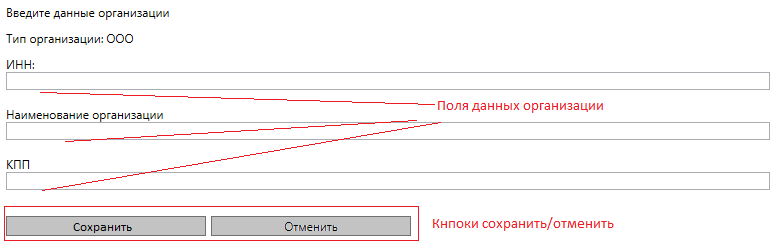 Введите данные организации
Тип организации: ООО
ИНН:
Поля данных организации
Наименование организации
КПП
Сохранить
Отменить
Кнпоки сохранить/отменить